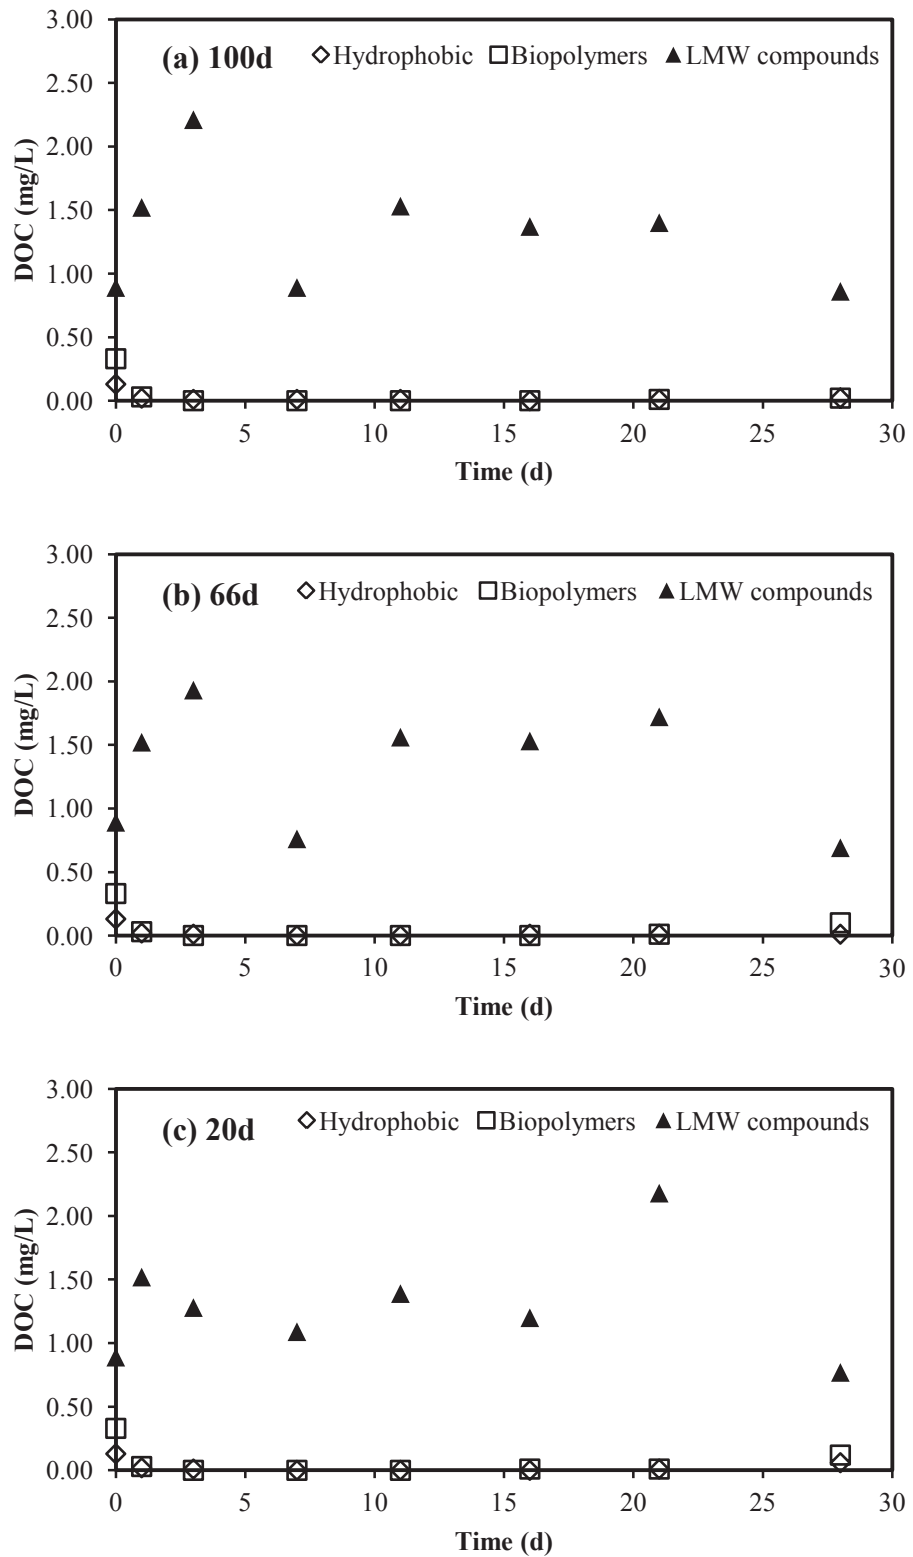 3.00
(a) 100d
Hydrophobic Biopolymers LMW compounds
2.50
2.00
1.50
1.00
0.50
0.00
DOC (mg/L)
0 5 10 15 20 25 30
Time (d)
3.00
(b) 66d
Hydrophobic Biopolymers LMW compounds
2.50
2.00
1.50
1.00
0.50
0.00
DOC (mg/L)
0 5 10 15 20 25 30
Time (d)
3.00
(c) 20d
Hydrophobic Biopolymers LMW compounds
2.50
2.00
1.50
1.00
0.50
0.00
DOC (mg/L)
0 5 10 15 20 25 30
Time (d)